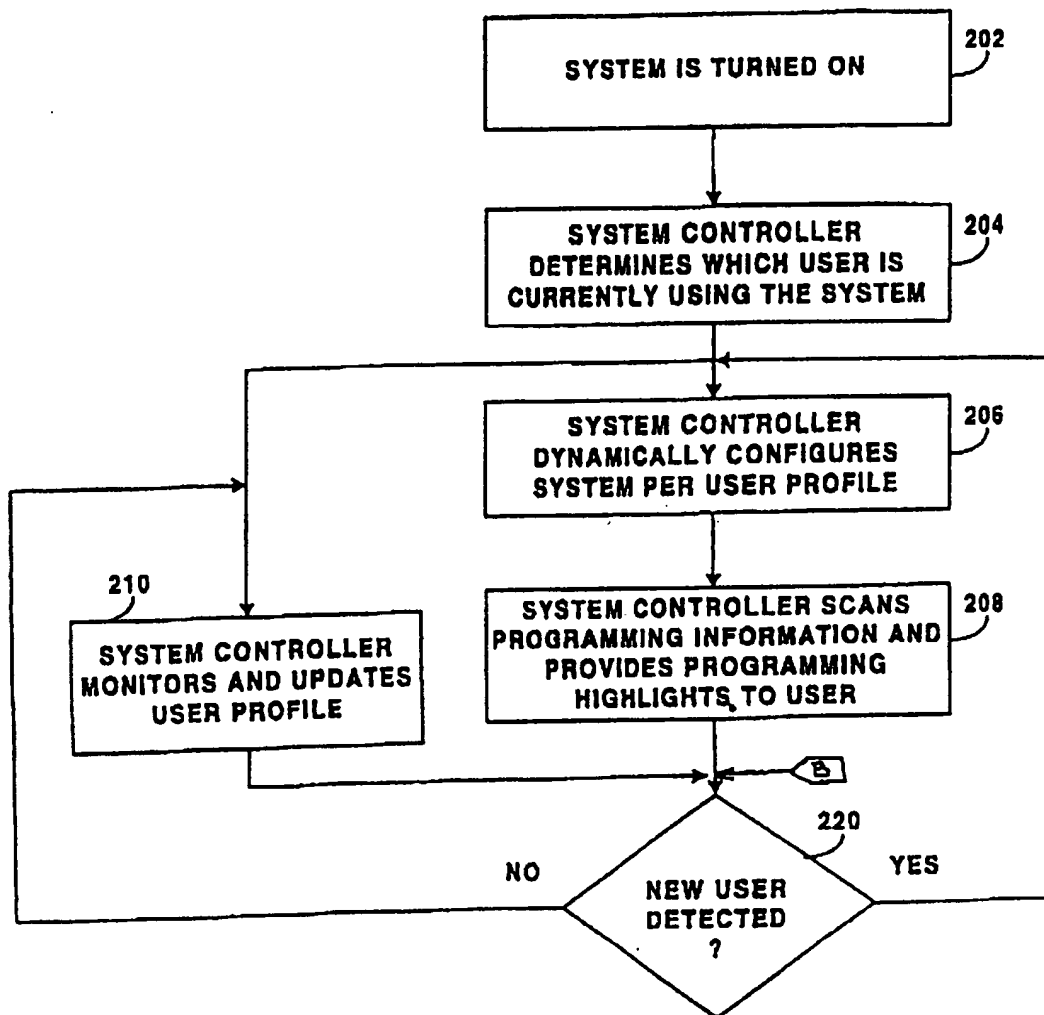 202
SYSTEM IS TURNED ON
204
SYSTEM CONTROLLER
DETERMINES WHICH USER IS
CURRENTLY USING THE SYSTEM
206
SYSTEM CONTROLLER
DYNAMICALLY CONFIGURES
SYSTEM PER USER PROFILE
210
SYSTEM CONTROLLER
MONITORS AND UPDATES
USER PROFILE
208
SYSTEM CONTROLLER SCANS
PROGRAMMING INFORMATION AND
PROVIDES PROGRAMMING
HIGHLIGHTS TO USER
B
220
NO
YES
NEW USER
DETECTED
?